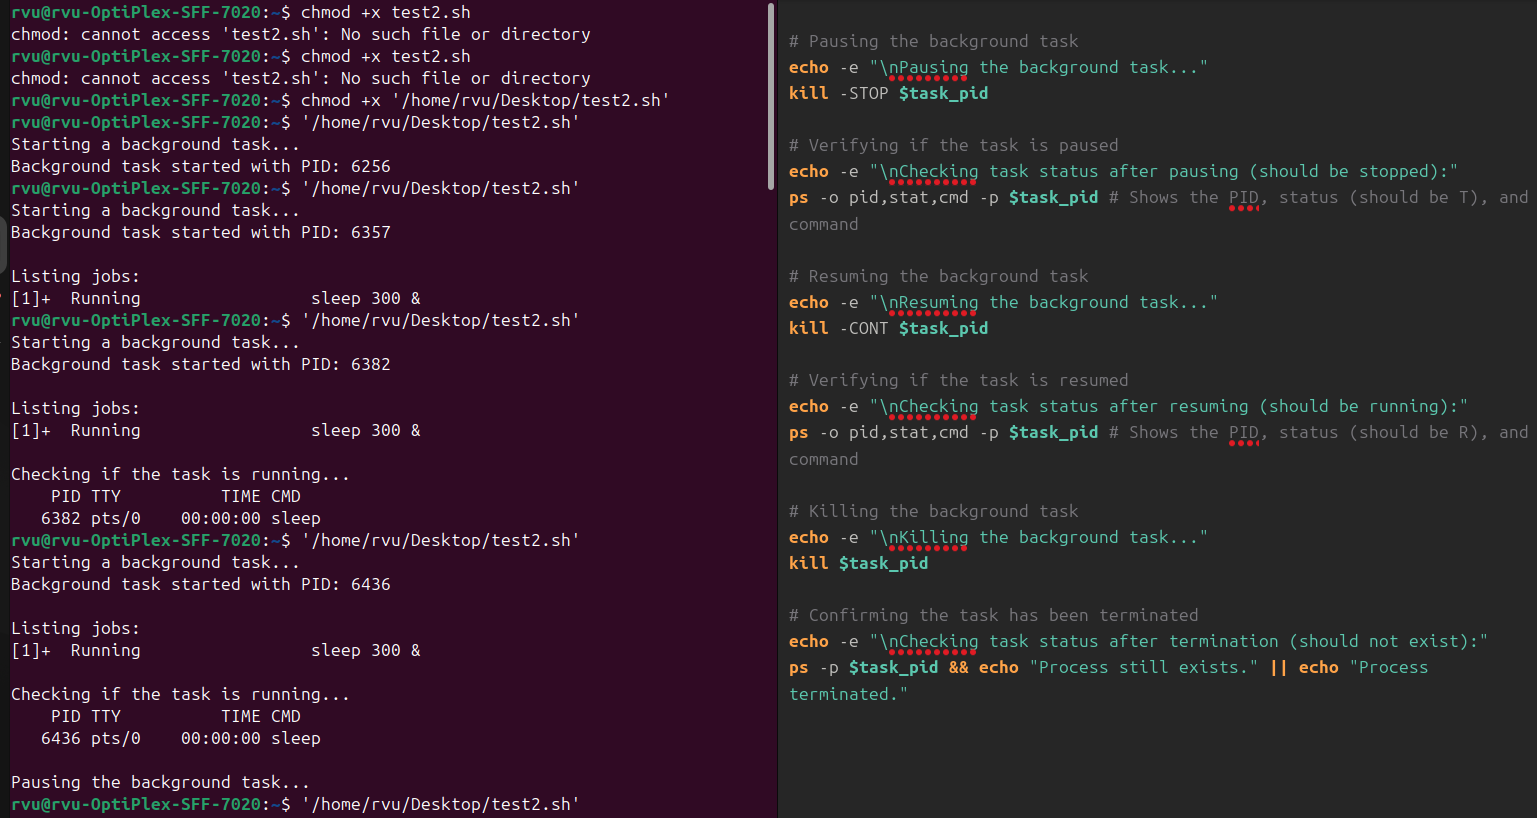 rvu@rvu-OptiPlex-SFF-7020:~$ chmod +x test2.sh
chmod: cannot access 'test2.sh': No such file or directory
rvu@rvu-OptiPlex-SFF-7020:~$ chmod +x test2.sh
chmod: cannot access 'test2.sh': No such file or directory
rvu@rvu-OptiPlex-SFF-7020:~$ chmod +x '/home/rvu/Desktop/test2.sh'
rvu@rvu-OptiPlex-SFF-7020:~$ '/home/rvu/Desktop/test2.sh'
Starting a background task...
Background task started with PID: 6256
rvu@rvu-OptiPlex-SFF-7020:~$ '/home/rvu/Desktop/test2.sh'
Starting a background task...
Background task started with PID: 6357

Listing jobs:
[1]+  Running                 sleep 300 &
rvu@rvu-OptiPlex-SFF-7020:~$ '/home/rvu/Desktop/test2.sh'
Starting a background task...
Background task started with PID: 6382

Listing jobs:
[1]+  Running                 sleep 300 &

Checking if the task is running...
    PID TTY          TIME CMD
   6382 pts/0    00:00:00 sleep
rvu@rvu-OptiPlex-SFF-7020:~$ '/home/rvu/Desktop/test2.sh'
Starting a background task...
Background task started with PID: 6436

Listing jobs:
[1]+  Running                 sleep 300 &

Checking if the task is running...
    PID TTY          TIME CMD
   6436 pts/0    00:00:00 sleep

Pausing the background task...
rvu@rvu-OptiPlex-SFF-7020:~$ '/home/rvu/Desktop/test2.sh'

# Pausing the background task
echo -e "\nPausing the background task..."
kill -STOP $task_pid

# Verifying if the task is paused
echo -e "\nChecking task status after pausing (should be stopped):"
ps -o pid,stat,cmd -p $task_pid # Shows the PID, status (should be T), and
command

# Resuming the background task
echo -e "\nResuming the background task..."
kill -CONT $task_pid

# Verifying if the task is resumed
echo -e "\nChecking task status after resuming (should be running):"
ps -o pid,stat,cmd -p $task_pid # Shows the PID, status (should be R), and
command

# Killing the background task
echo -e "\nKilling the background task..."
kill $task_pid

# Confirming the task has been terminated
echo -e "\nChecking task status after termination (should not exist):"
ps -p $task_pid && echo "Process still exists." || echo "Process
terminated."